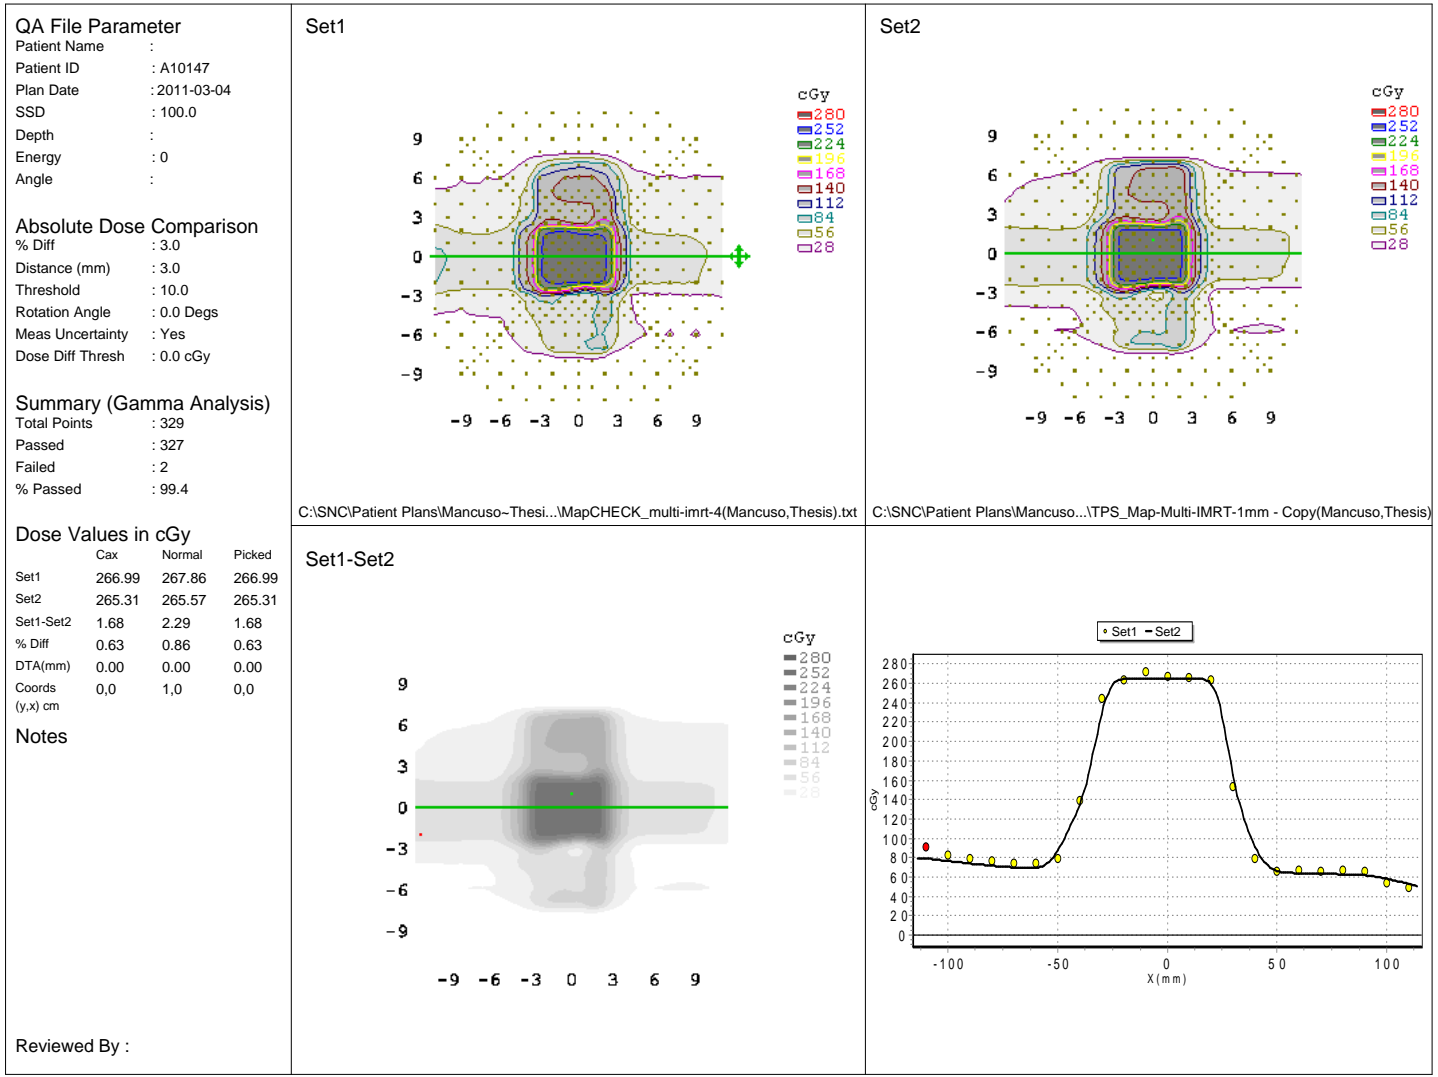 QA File Parameter
Patient Name :
Patient ID : A10147
Plan Date : 2011-03-04
SSD : 100.0
Depth :
Energy : 0
Angle :
Absolute Dose Comparison
% Diff : 3.0
Distance (mm) : 3.0
Threshold : 10.0
Rotation Angle : 0.0 Degs
Meas Uncertainty : Yes
Dose Diff Thresh : 0.0 cGy
Summary (Gamma Analysis)
Total Points : 329
Passed : 327
Failed : 2
% Passed : 99.4
Dose Values in cGy
Cax Normal Picked
Set1 266.99 267.86 266.99
Set2 265.31 265.57 265.31
Set1-Set2 1.68 2.29 1.68
% Diff 0.63 0.86 0.63
DTA(mm) 0.00 0.00 0.00
Coords 0,0 1,0 0,0
(y,x) cm
Notes
Reviewed By :
Set1
cGy
280
252
224
196
168
140
112
84
56
28
9
6
3
0
-3
-6
-9
-9 -6 -3 0 3 6 9
C:\SNC\Patient Plans\Mancuso~Thesi...\MapCHECK_multi-imrt-4(Mancuso,Thesis).txt
Set2
cGy
280
252
224
196
168
140
112
84
56
28
9
6
3
0
-3
-6
-9
-9 -6 -3 0 3 6 9
C:\SNC\Patient Plans\Mancuso...\TPS_Map-Multi-IMRT-1mm - Copy(Mancuso,Thesis)
Set1-Set2
cGy
280
252
224
196
168
140
112
84
56
28
9
6
3
0
-3
-6
-9
-9 -6 -3 0 3 6 9
Set1 Set2
280
260
240
220
200
180
160
140
120
100
80
60
40
20
0
cGy
-100 -50 0 50 100
X(mm)